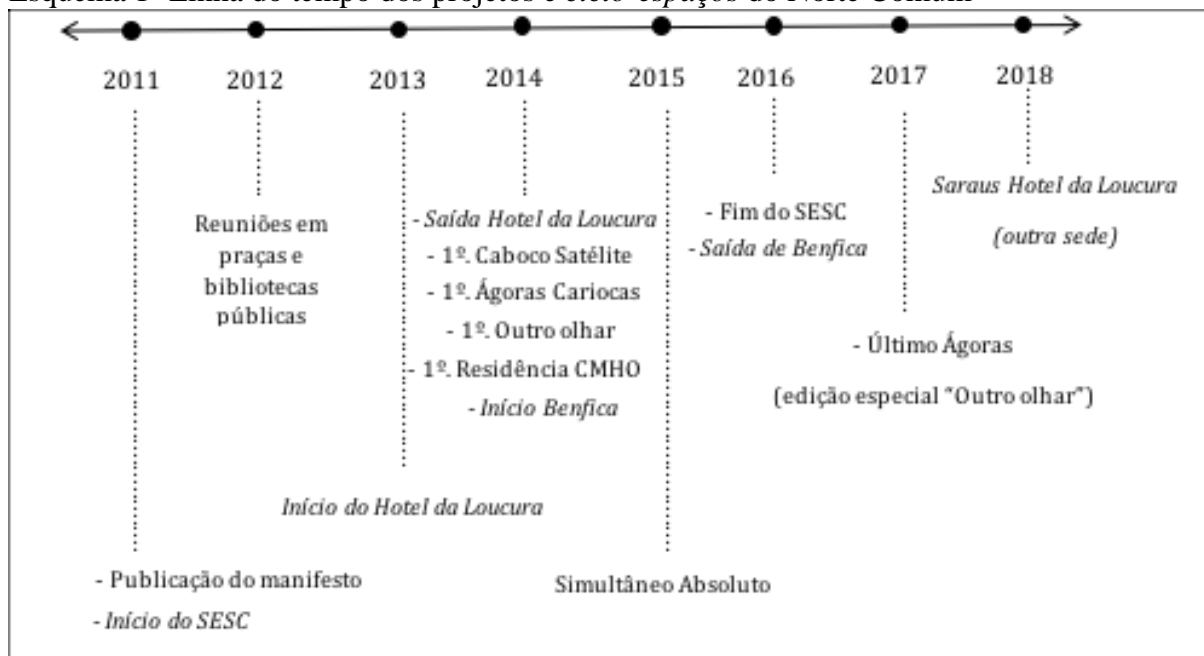 Esquema 1- Linha do tempo dos projetos e eleto-espaços do Norte Comum
2011 2012 2013 2014 2015 2016 2017 2018
Reuniões em
praças e
bibliotecas
públicas
- Saída Hotel da Loucura
- 1º. Caboco Satélite
- 1º. Ágoras Cariocas
- 1º. Outro olhar
- 1º. Residência CMHO
- Início Benfica
- Fim do SESC
- Saída de Benfica
Saraus Hotel da Loucura
(outra sede)
- Último Ágoras
(edição especial "Outro olhar")
Início do Hotel da Loucura
- Publicação do manifesto
- Início do SESC
Simultâneo Absoluto